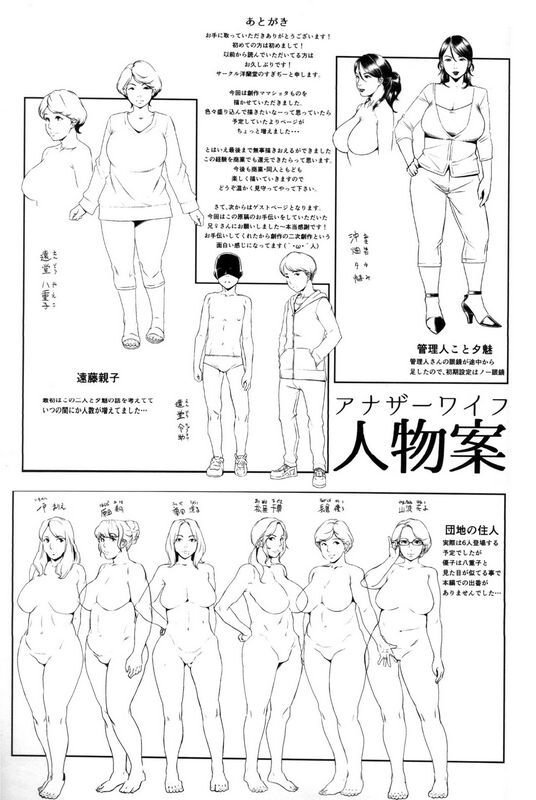 あとがき
お手に取っていただきありがとうございます！
初めての方は初めまして！
以前から読んでいただいてる方は
お久しぶりです！
サークル洋蘭堂のすぎぢーと申します。
今回は創作ママショタものを
描かせていただきました
色々盛り込んで描きたいなーって思っていたら
予定していたよりページが
ちょっと増えました・・・
とはいえ最後まで無事描きおえるができました
この経験を商業でも還元できたらって思います。
今後も商業・同人ともども
楽しく描いていきますので
どうぞ温かく見守ってやって下さい。
さて、次からはゲストページとなります。
今回はこの原稿のお手伝いをしていただいた
さんにお願いしました〜本当感謝です！
お手伝いしてくれたから創作の二次創作という
面白い感じになってます(｀･ω･´人)
遠藤親子
最初はこの二人と夕魅の話を考えてて
いつの間にか人数が増えてました…
管理人こと夕魅
管理人さんの眼鏡が途中から
足したので、初期設定はノー眼鏡
アナザーワイフ
人物案
団地の住人
実際は6人登場する
予定でしたが
優子は八重子と
見た目が似てる事で
本編での出番が
ありませんでした…